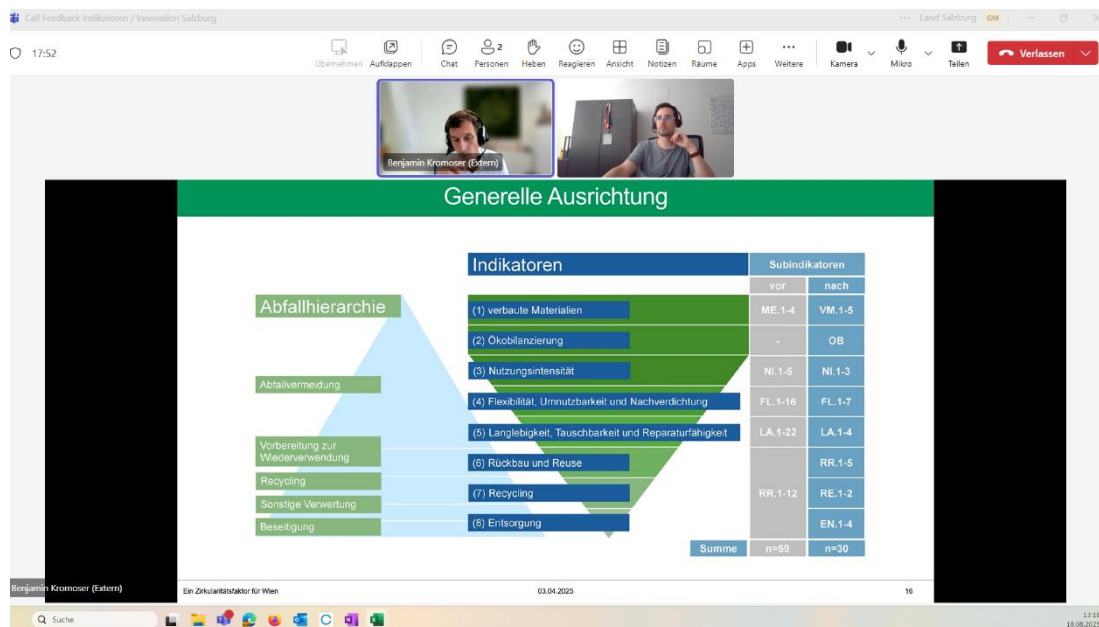 Call Feedback Indikatoren / Innovation Salzburg
Land Salzburg
GM
17:52
Übernehmen
Aufklappen
Chat
2
Personen
Heben
Reagieren
Ansicht
Notizen
Räume
Apps
Weitere
Kamera
Mikro
Teilen
Verlassen
Benjamin Kromoser (Extern)
Generelle Ausrichtung
Indikatoren
Subindikatoren
vor
nach
Abfallhierarchie
(1) verbaute Materialien
ME.1-4
VM.1-5
(2) Ökobilanzierung
-
OB
(3) Nutzungsintensität
NI.1-5
NI.1-3
Abfallvermeidung
(4) Flexibilität, Umnutzbarkeit und Nachverdichtung
FL.1-16
FL.1-7
(5) Langlebigkeit, Tauschbarkeit und Reparaturfähigkeit
LA.1-22
LA.1-4
Vorbereitung zur
Wiederverwendung
(6) Rückbau und Reuse
RR.1-5
Recycling
(7) Recycling
RR.1-12
RE.1-2
Sonstige Verwertung
Beseitigung
(8) Entsorgung
EN.1-4
Summe
n=59
n=30
Benjamin Kromoser (Extern)
Ein Zirkularitätsfaktor für Wien
03.04.2025
16
Suche
13:18
18.08.2025